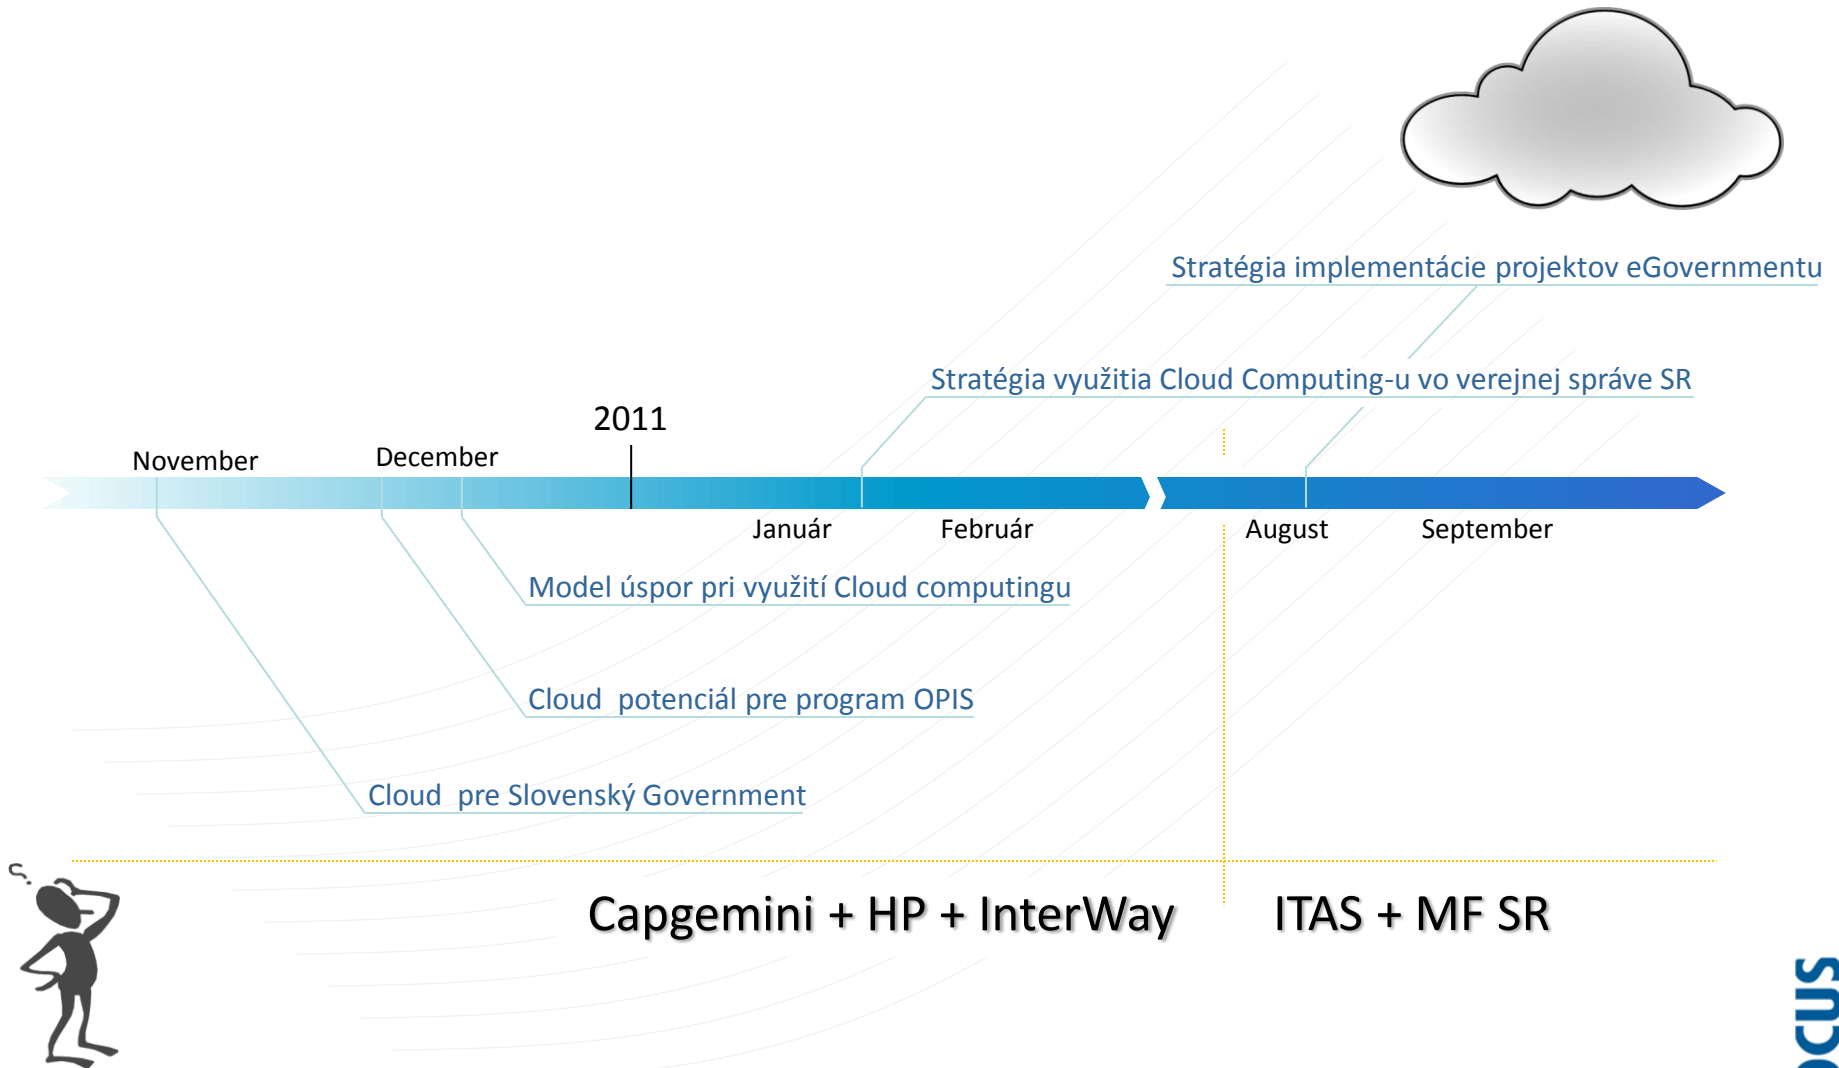 Stratégia implementácie projektov eGovernmentu
Stratégia využitia Cloud Computing-u vo verejnej správe SR
2011
November
December
Január
Február
August
September
Model úspor pri využití Cloud computingu
Cloud  potenciál pre program OPIS
Cloud  pre Slovenský Government
Capgemini + HP + InterWay
ITAS + MF SR